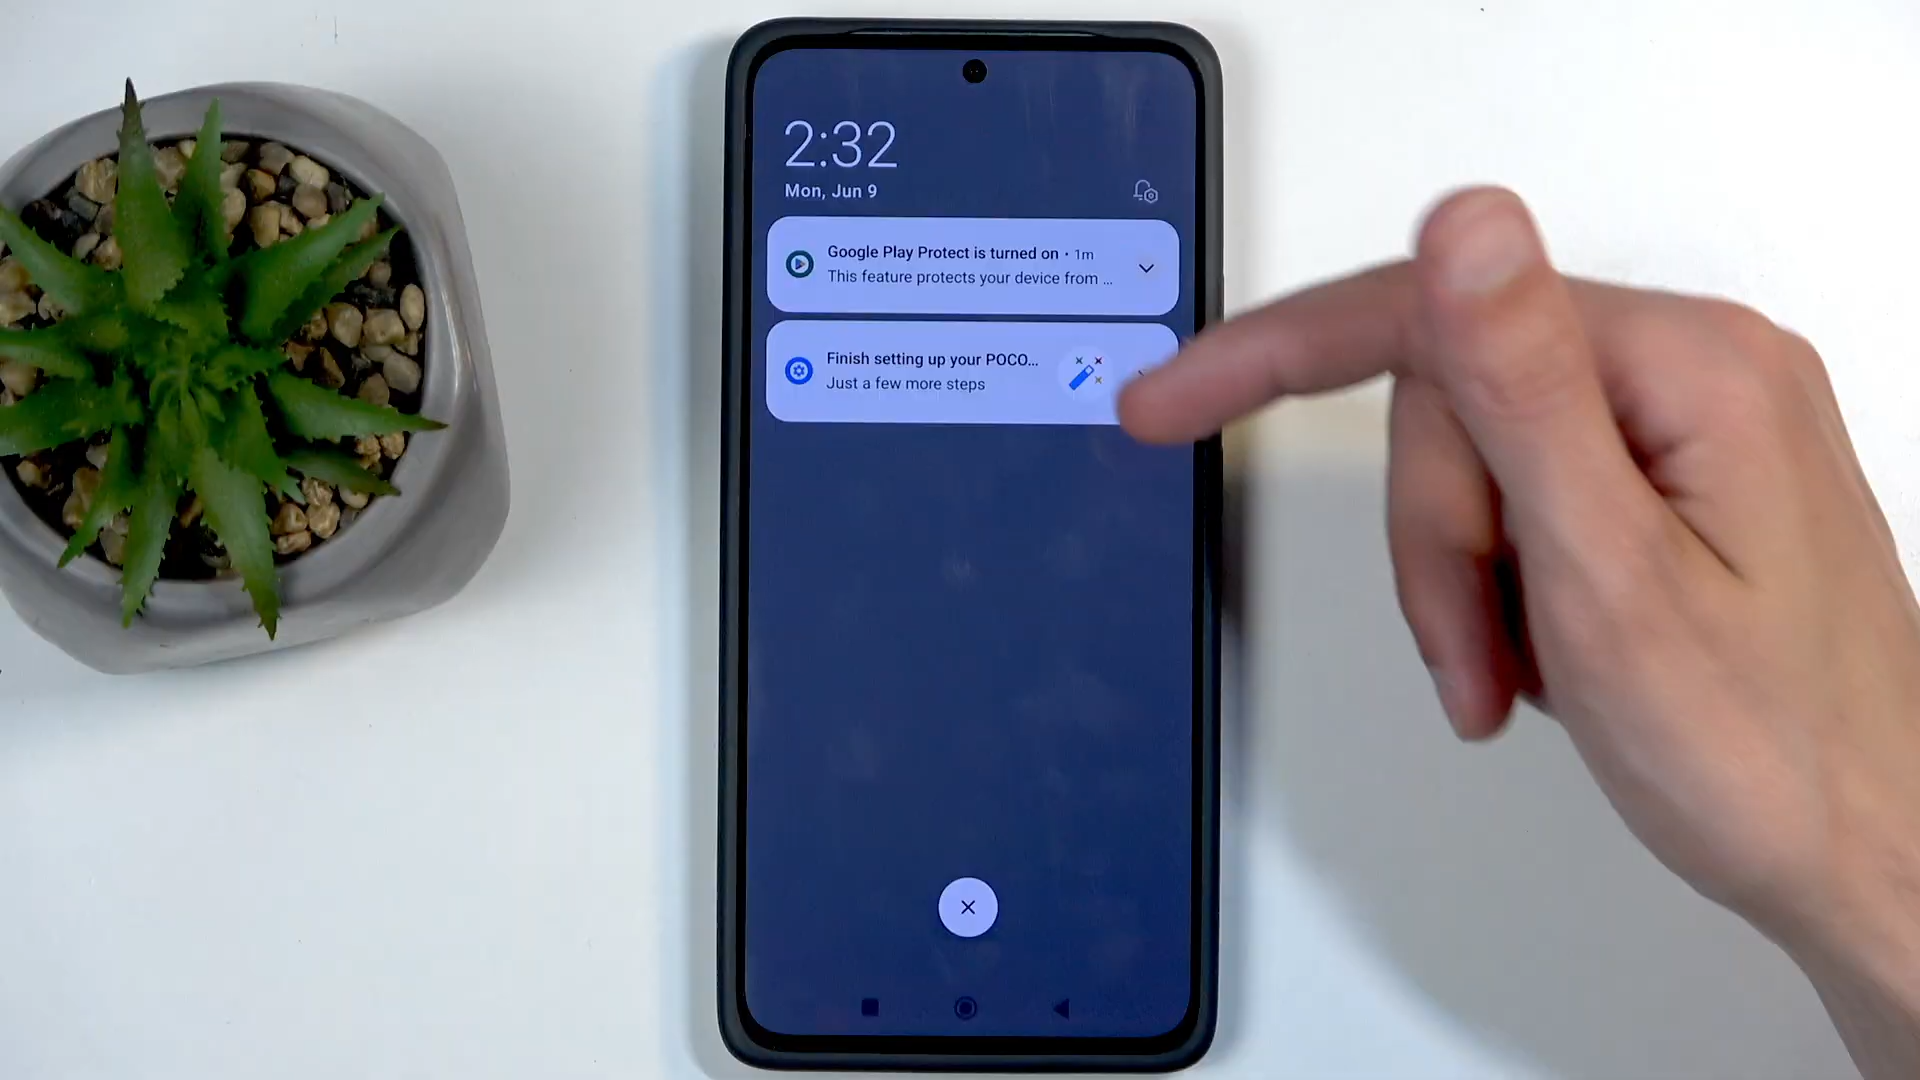 2:32
Mon, Jun 9
Google Play Protect is turned on • 1m
This feature protects your device from ...
Finish setting up your POCO...
Just a few more steps